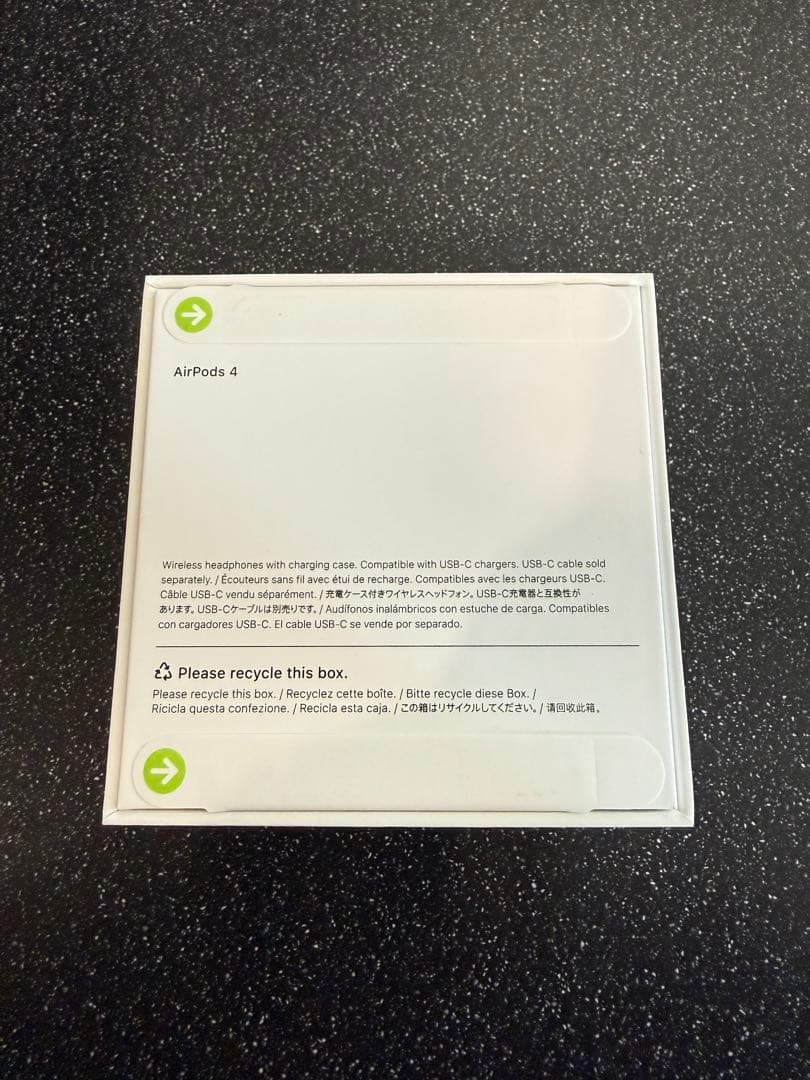 AirPods 4
Wireless headphones with charging case. Compatible with USB-C chargers. USB-C cable sold
separately. / Écouteurs sans fil avec étui de recharge. Compatibles avec les chargeurs USB-C.
Câble USB-C vendu séparément. / 充電ケース付きワイヤレスヘッドフォン。USB-C充電器と互換性が
あります。USB-Cケーブルは別売りです。/ Audífonos inalámbricos con estuche de carga. Compatibles
con cargadores USB-C. El cable USB-C se vende por separado.
Please recycle this box.
Please recycle this box. / Recyclez cette boîte. / Bitte recycle diese Box. /
Ricicla questa confezione. / Recicla esta caja. / この箱はリサイクルしてください。/ 请回收此箱。